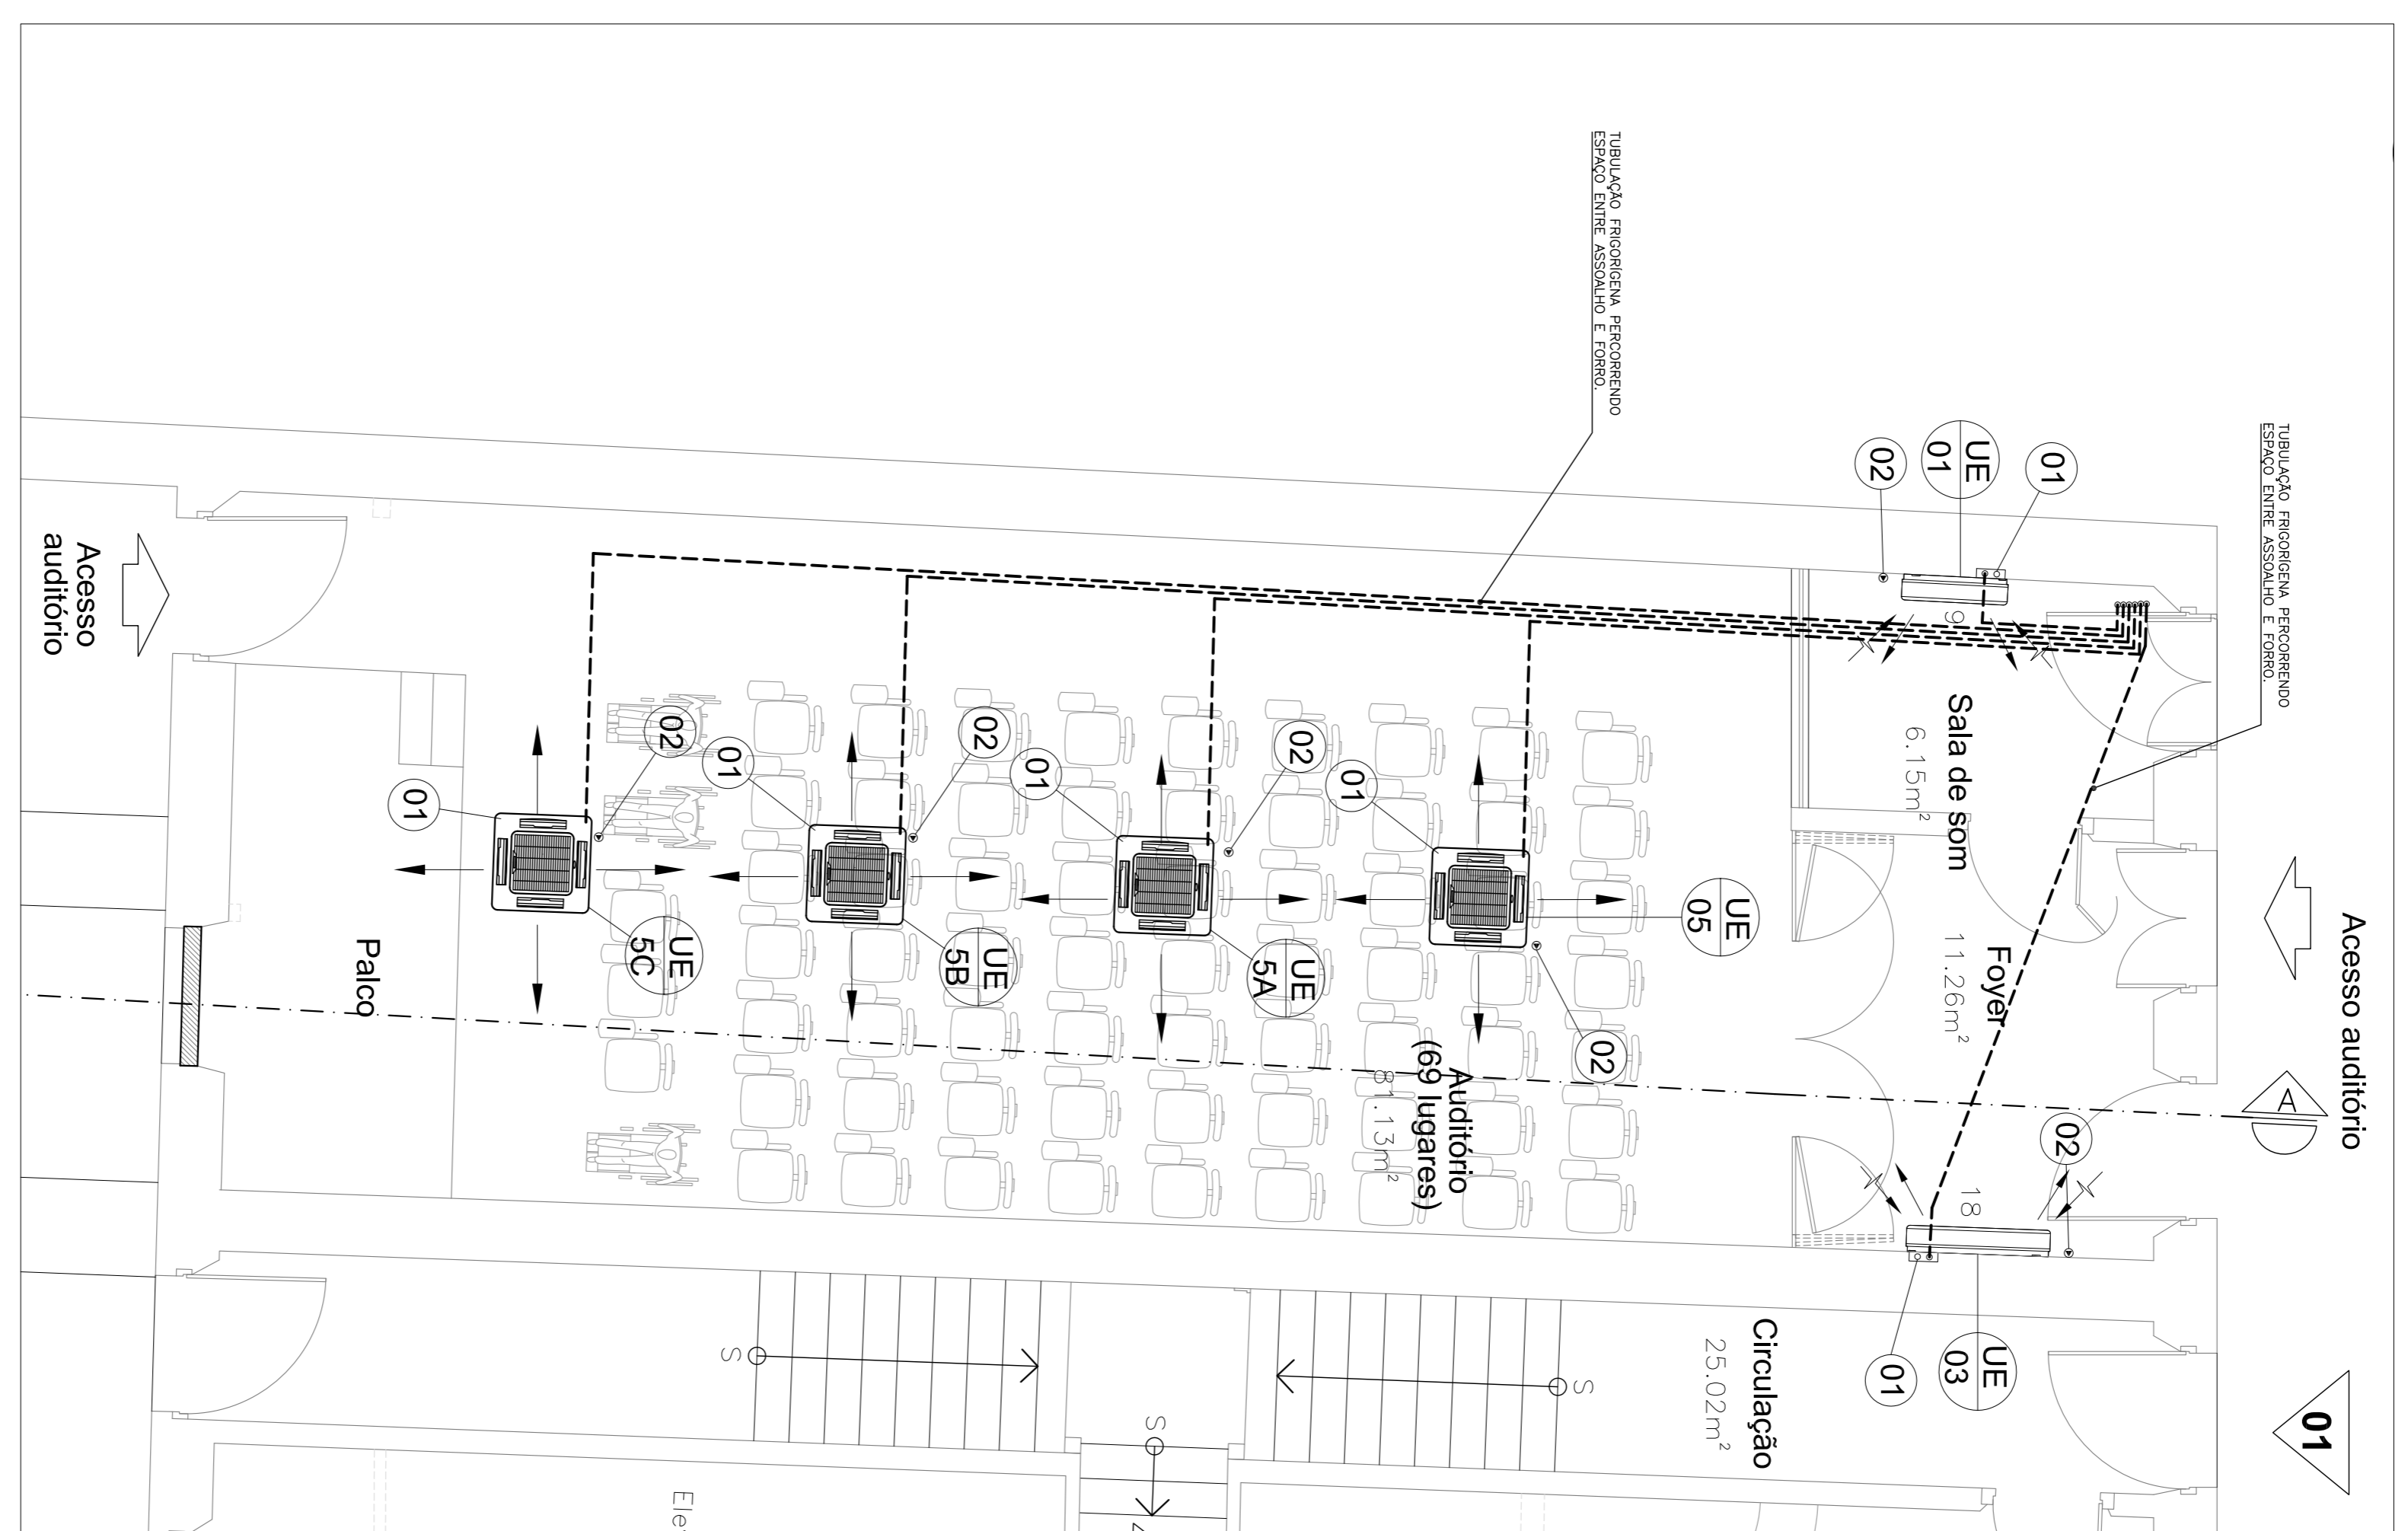 TUBULAÇÃO FRIGORÍGENA PERCORRENDO
ESPAÇO ENTRE ASSOALHO E FORRO.
TUBULAÇÃO FRIGORÍGENA PERCORRENDO
ESPAÇO ENTRE ASSOALHO E FORRO.
01
UE
01
02
9
Sala de som
6.15m²
Acesso auditório
Foyer
11.26m²
A
02
18
UE
03
01
01
Circulação
25.02m²
UE
05
01
02
Auditório
(69 lugares)
81.13m²
UE
5A
01
02
UE
5B
01
02
UE
5C
01
02
Palco
Acesso
auditório
S
S
S